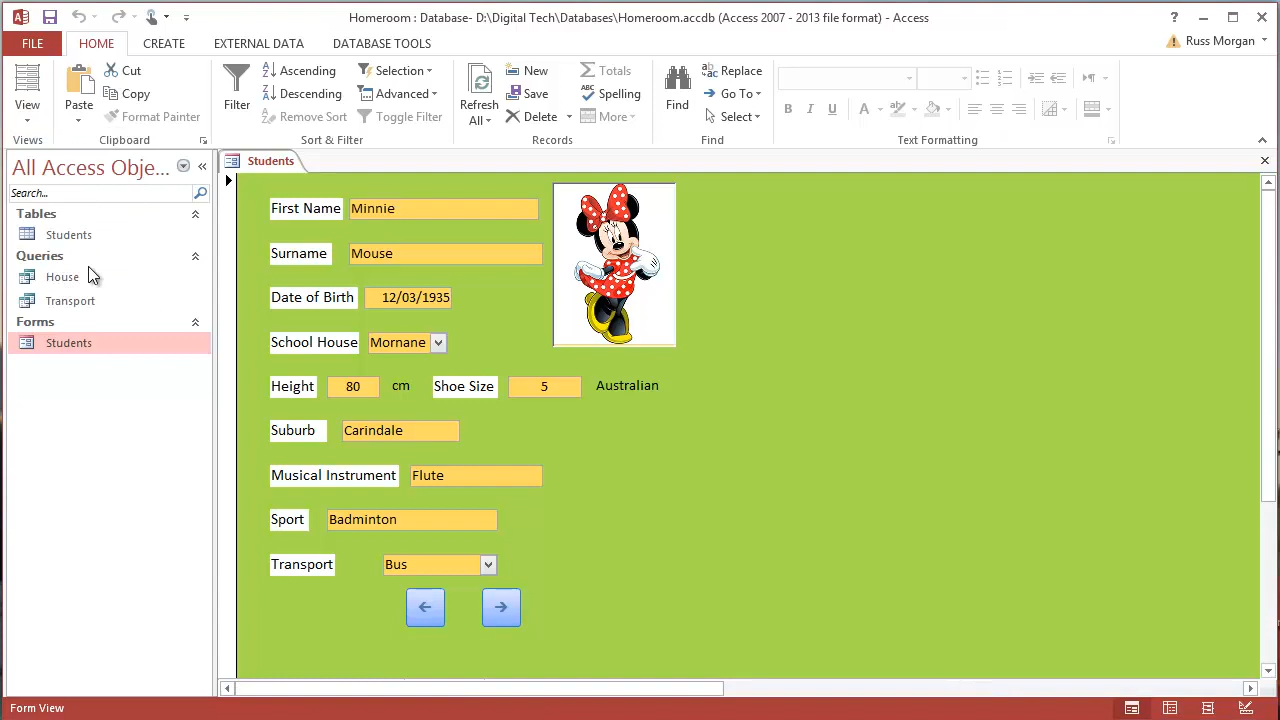 Homeroom : Database- D:\Digital Tech\Databases\Homeroom.accdb (Access 2007 - 2013 file format) - Access
FILE HOME CREATE EXTERNAL DATA DATABASE TOOLS Russ Morgan
View
Views
Paste
Cut
Copy
Format Painter
Clipboard
Filter
Ascending
Descending
Remove Sort
Selection
Advanced
Toggle Filter
Sort & Filter
Refresh
All
New
Save
Delete
Totals
Spelling
More
Records
Find
Replace
Go To
Select
Find
B I U A
Text Formatting
All Access Obje...
Search...
Tables
Students
Queries
House
Transport
Forms
Students
Students
First Name Minnie
Surname Mouse
Date of Birth 12/03/1935
School House Mornane
Height 80 cm Shoe Size 5 Australian
Suburb Carindale
Musical Instrument Flute
Sport Badminton
Transport Bus
Form View